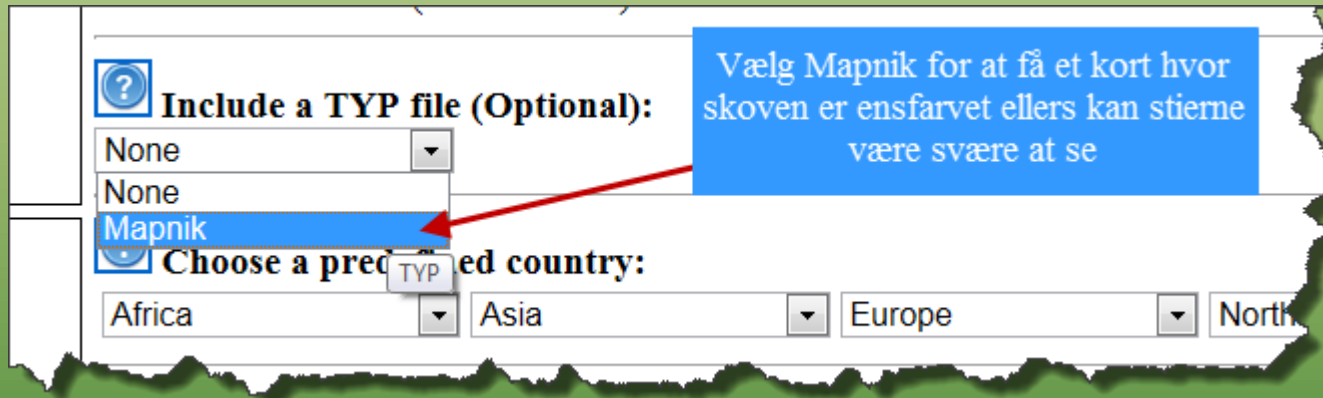 Include a TYP file (Optional):
None
None
Mapnik
TYP
Vælg Mapnik for at få et kort hvor
skoven er ensfarvet ellers kan stierne
være svære at se
Choose a ed country:
Africa
Asia
Europe
North